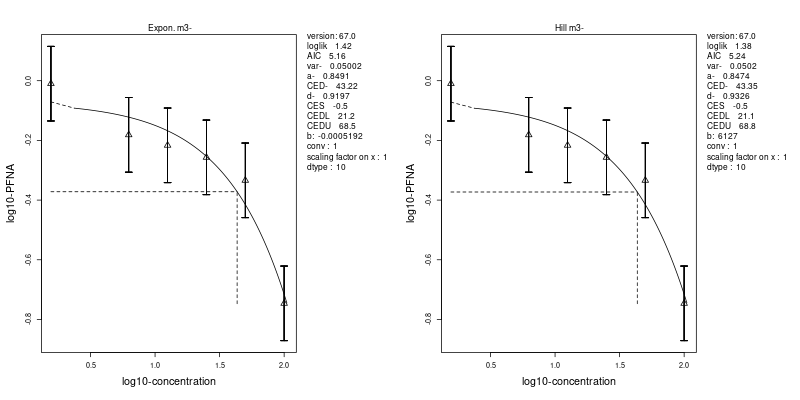 Expon. m3-
version: 67.0
loglik 1.42
AIC 5.16
var- 0.05002
a- 0.8491
CED- 43.22
d- 0.9197
CES -0.5
CEDL 21.2
CEDU 68.5
b: -0.0005192
conv : 1
scaling factor on x : 1
dtype : 10
log10-PFNA
0.0
-0.2
-0.4
-0.6
-0.8
0.5
1.0
1.5
2.0
log10-concentration
Hill m3-
version: 67.0
loglik 1.38
AIC 5.24
var- 0.0502
a- 0.8474
CED- 43.35
d- 0.9326
CES -0.5
CEDL 21.1
CEDU 68.8
b: 6127
conv : 1
scaling factor on x : 1
dtype : 10
log10-PFNA
0.0
-0.2
-0.4
-0.6
-0.8
0.5
1.0
1.5
2.0
log10-concentration